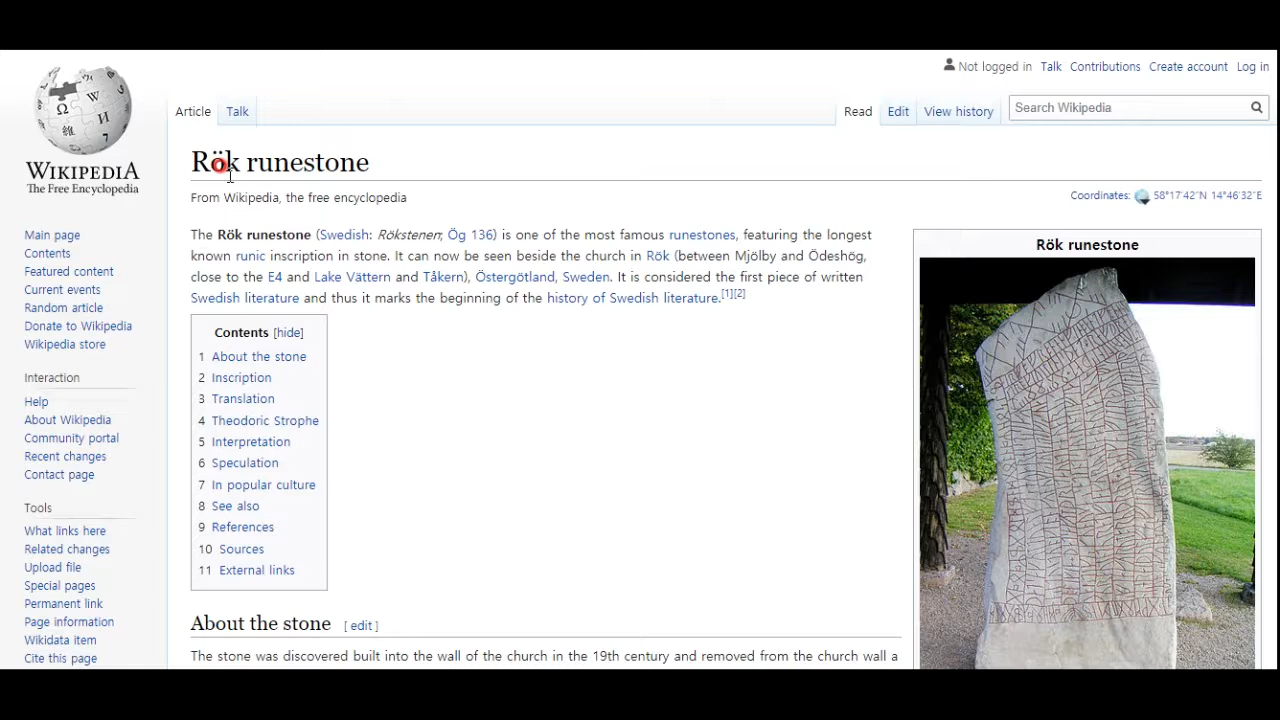 Not logged in Talk Contributions Create account Log in
Article Talk Read Edit View history Search Wikipedia
WIKIPEDIA
The Free Encyclopedia
Main page
Contents
Featured content
Current events
Random article
Donate to Wikipedia
Wikipedia store
Interaction
Help
About Wikipedia
Community portal
Recent changes
Contact page
Tools
What links here
Related changes
Upload file
Special pages
Permanent link
Page information
Wikidata item
Cite this page
Rök runestone
From Wikipedia, the free encyclopedia
Coordinates: 58°17′42″N 14°46′32″E
The Rök runestone (Swedish: Rökstenen; Ög 136) is one of the most famous runestones, featuring the longest
known runic inscription in stone. It can now be seen beside the church in Rök (between Mjölby and Ödeshög,
close to the E4 and Lake Vättern and Tåkern), Östergötland, Sweden. It is considered the first piece of written
Swedish literature and thus it marks the beginning of the history of Swedish literature.[1][2]
Contents [hide]
1 About the stone
2 Inscription
3 Translation
4 Theodoric Strophe
5 Interpretation
6 Speculation
7 In popular culture
8 See also
9 References
10 Sources
11 External links
About the stone [ edit ]
The stone was discovered built into the wall of the church in the 19th century and removed from the church wall a
Rök runestone